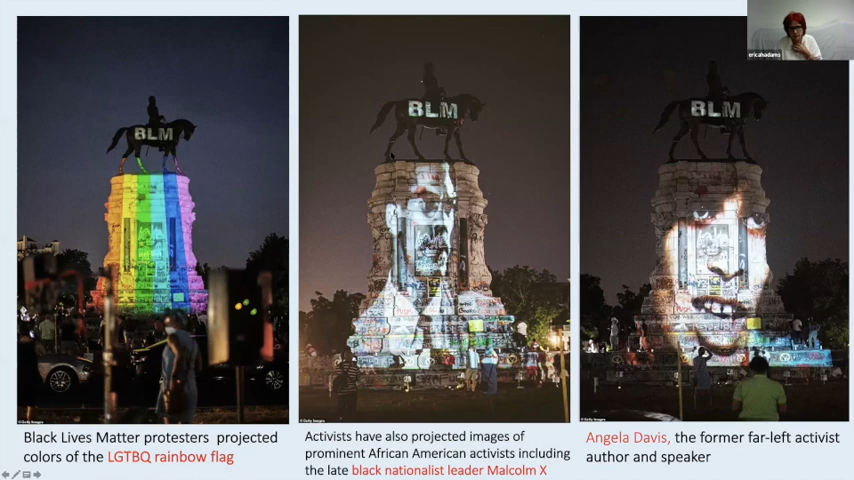 ericahadams
BLM
BLM
BLM
Black Lives Matter protesters projected
colors of the LGTBQ rainbow flag
Activists have also projected images of
prominent African American activists including
the late black nationalist leader Malcolm X
Angela Davis, the former far-left activist
author and speaker